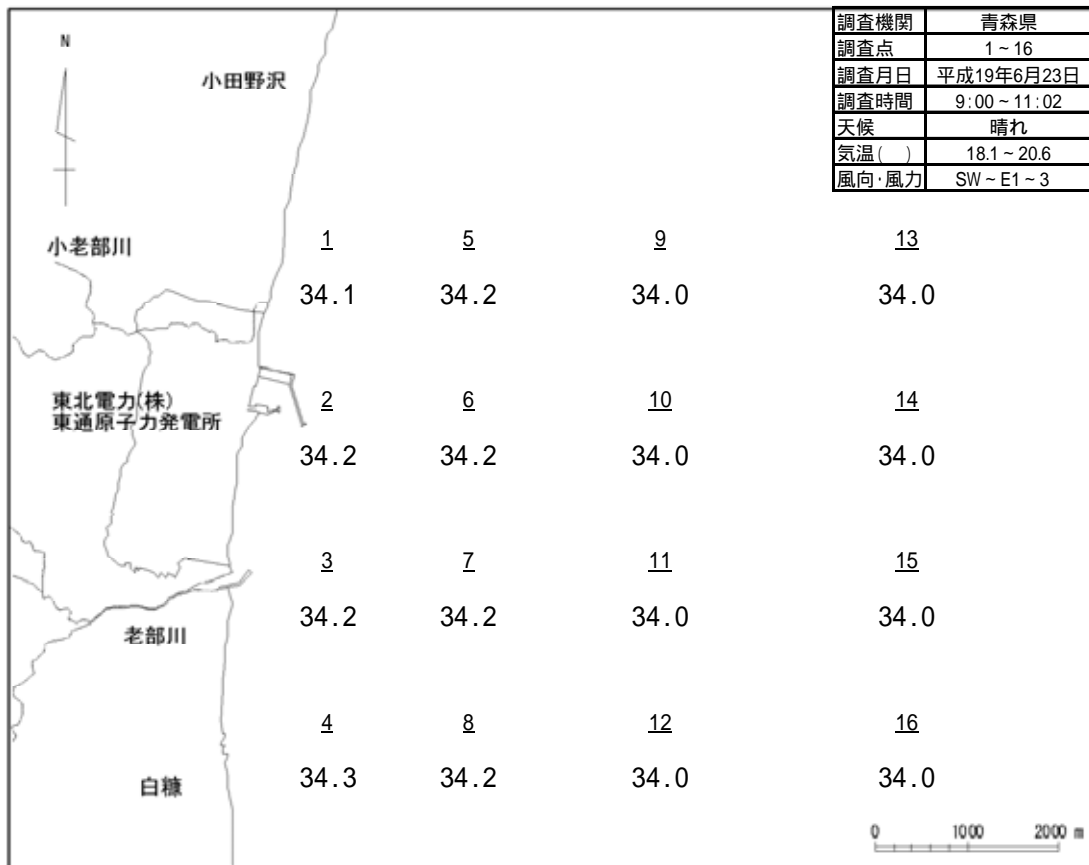 調査機関 青森県
調査点 1~16
調査月日 平成19年6月23日
調査時間 9:00~11:02
天候 晴れ
気温( ) 18.1~20.6
風向・風力 SW~E1~3
N
小田野沢
小老部川
1 5 9 13
34.1 34.2 34.0 34.0
東北電力(株)
東通原子力発電所
2 6 10 14
34.2 34.2 34.0 34.0
3 7 11 15
34.2 34.2 34.0 34.0
老部川
4 8 12 16
34.3 34.2 34.0 34.0
白糠
0 1000 2000 m